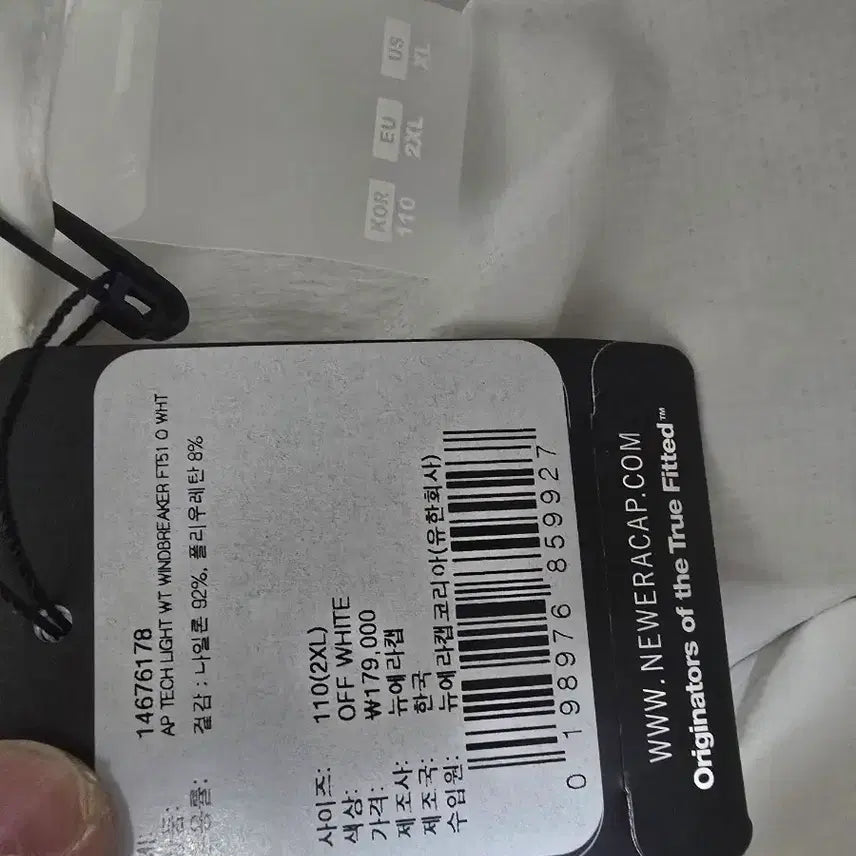 US
XL
EU
2XL
KOR
110
14676178
AP TECH LIGHT WT WINDBREAKER FT51 O WHT
겉감 : 나일론 92%, 폴리우레탄 8%
사이즈: 110(2XL)
색상: OFF WHITE
가격: ₩179,000
제조사: 뉴에라캡
제조국: 한국
수입원: 뉴에라캡 코리아(유한회사)
0 198976 859927
WWW.NEWERACAP.COM
Originators of the True Fitted™